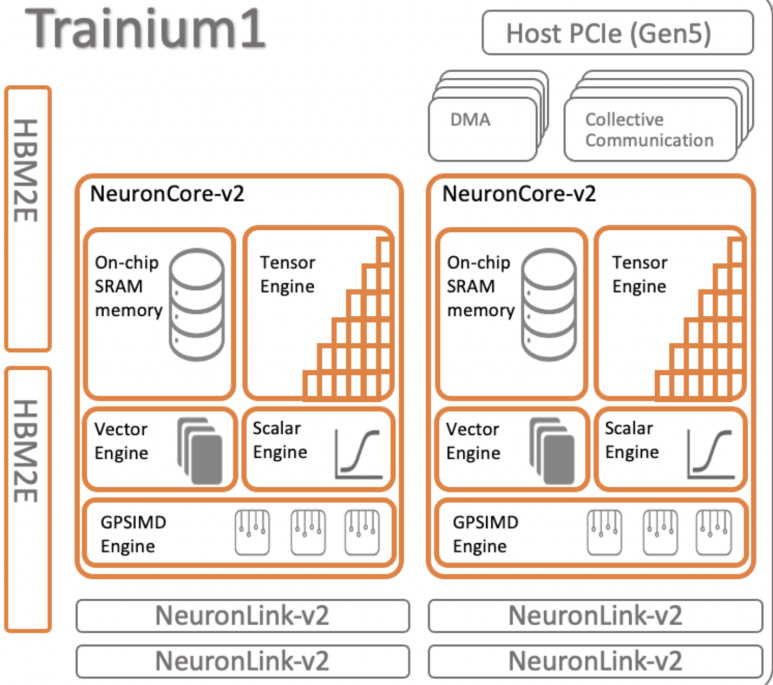 Trainium1
Host PCIe (Gen5)
DMA
Collective
Communication
HBM2E
HBM2E
NeuronCore-v2
On-chip
SRAM
memory
Tensor
Engine
Vector
Engine
Scalar
Engine
GPSIMD
Engine
NeuronCore-v2
On-chip
SRAM
memory
Tensor
Engine
Vector
Engine
Scalar
Engine
GPSIMD
Engine
NeuronLink-v2
NeuronLink-v2
NeuronLink-v2
NeuronLink-v2